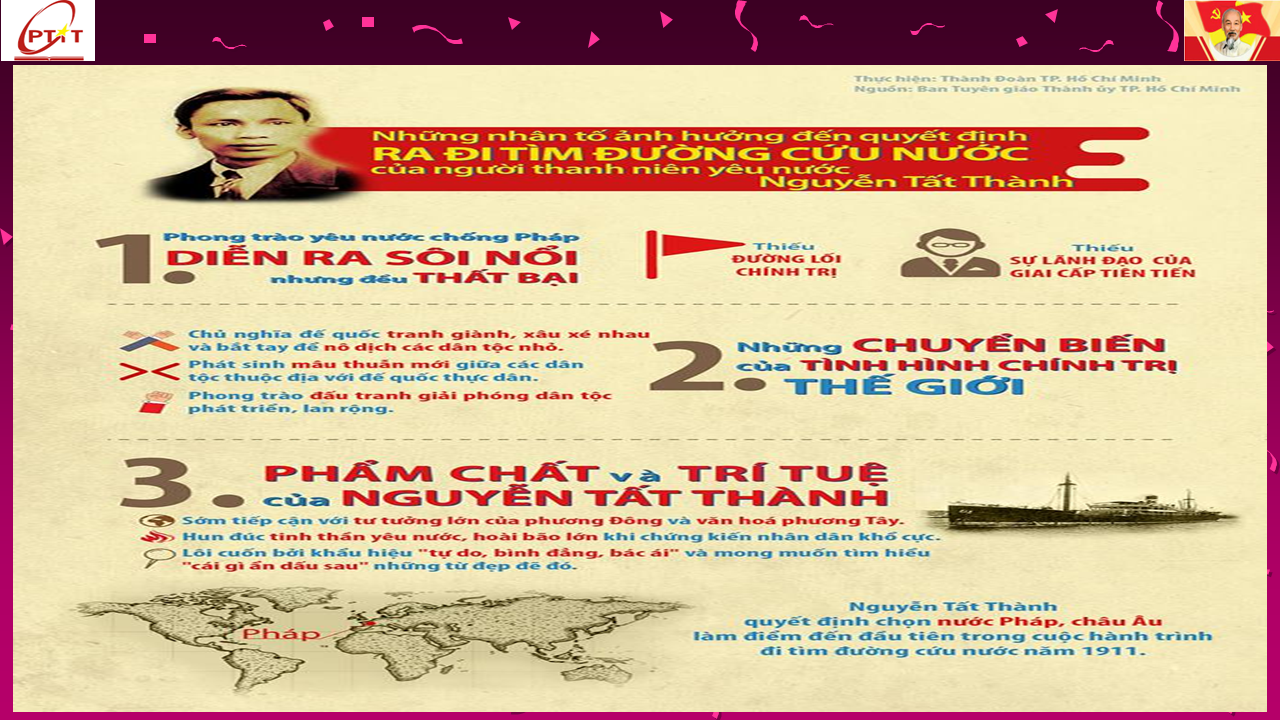 PTiT
Thực hiện: Thành Đoàn TP. Hồ Chí Minh
Nguồn: Ban Tuyên giáo Thành ủy TP. Hồ Chí Minh
Những nhân tố ảnh hưởng đến quyết định
RA ĐI TÌM ĐƯỜNG CỨU NƯỚC
của người thanh niên yêu nước
Nguyễn Tất Thành
1. Phong trào yêu nước chống Pháp
DIỄN RA SÔI NỔI
nhưng đều THẤT BẠI
Thiếu
ĐƯỜNG LỐI
CHÍNH TRỊ
Thiếu
SỰ LÃNH ĐẠO CỦA
GIAI CẤP TIÊN TIẾN
2. Những CHUYỂN BIẾN
của TÌNH HÌNH CHÍNH TRỊ
THẾ GIỚI
Chủ nghĩa đế quốc tranh giành, xâu xé nhau
và bắt tay để nô dịch các dân tộc nhỏ.
Phát sinh mâu thuẫn mới giữa các dân
tộc thuộc địa với đế quốc thực dân.
Phong trào đấu tranh giải phóng dân tộc
phát triển, lan rộng.
3. PHẨM CHẤT và TRÍ TUỆ
của NGUYỄN TẤT THÀNH
Sớm tiếp cận với tư tưởng lớn của phương Đông và văn hoá phương Tây.
Hun đúc tinh thần yêu nước, hoài bão lớn khi chứng kiến nhân dân khổ cực.
Lôi cuốn bởi khẩu hiệu "tự do, bình đẳng, bác ái" và mong muốn tìm hiểu
"cái gì ẩn dấu sau" những từ đẹp đẽ đó.
Pháp
Nguyễn Tất Thành
quyết định chọn nước Pháp, châu Âu
làm điểm đến đầu tiên trong cuộc hành trình
đi tìm đường cứu nước năm 1911.